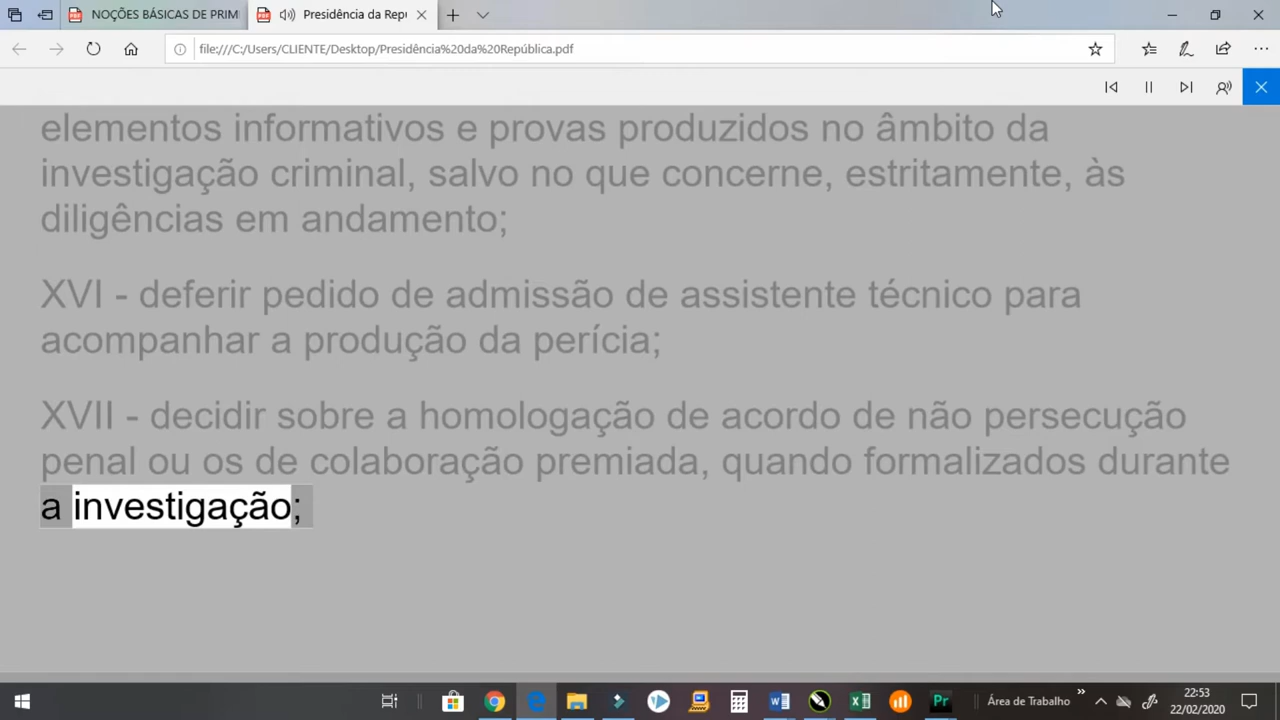 NOÇÕES BÁSICAS DE PRIM
Presidência da Repú
file:///C:/Users/CLIENTE/Desktop/Presidência%20da%20República.pdf
elementos informativos e provas produzidos no âmbito da
investigação criminal, salvo no que concerne, estritamente, às
diligências em andamento;
XVI - deferir pedido de admissão de assistente técnico para
acompanhar a produção da perícia;
XVII - decidir sobre a homologação de acordo de não persecução
penal ou os de colaboração premiada, quando formalizados durante
a investigação;
Pr
Área de Trabalho
22:53
22/02/2020